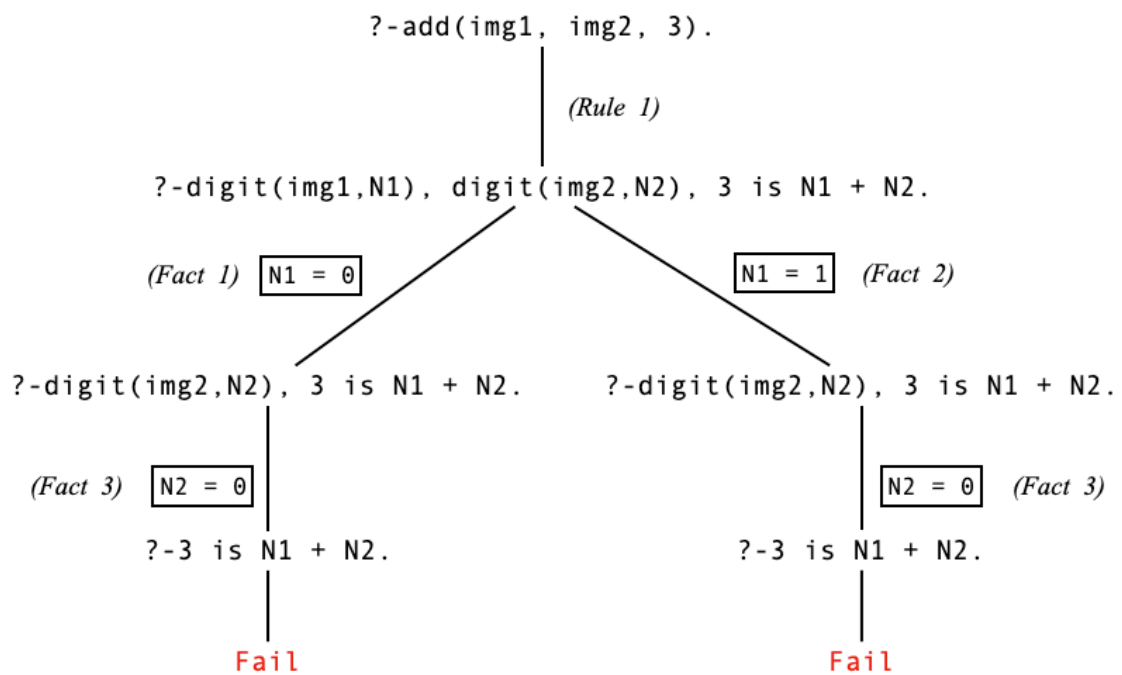 ?-add(img1, img2, 3).
(Rule 1)
?-digit(img1,N1), digit(img2,N2), 3 is N1 + N2.
(Fact 1) N1 = 0
N1 = 1 (Fact 2)
?-digit(img2,N2), 3 is N1 + N2.
?-digit(img2,N2), 3 is N1 + N2.
(Fact 3) N2 = 0
N2 = 0 (Fact 3)
?-3 is N1 + N2.
?-3 is N1 + N2.
Fail
Fail